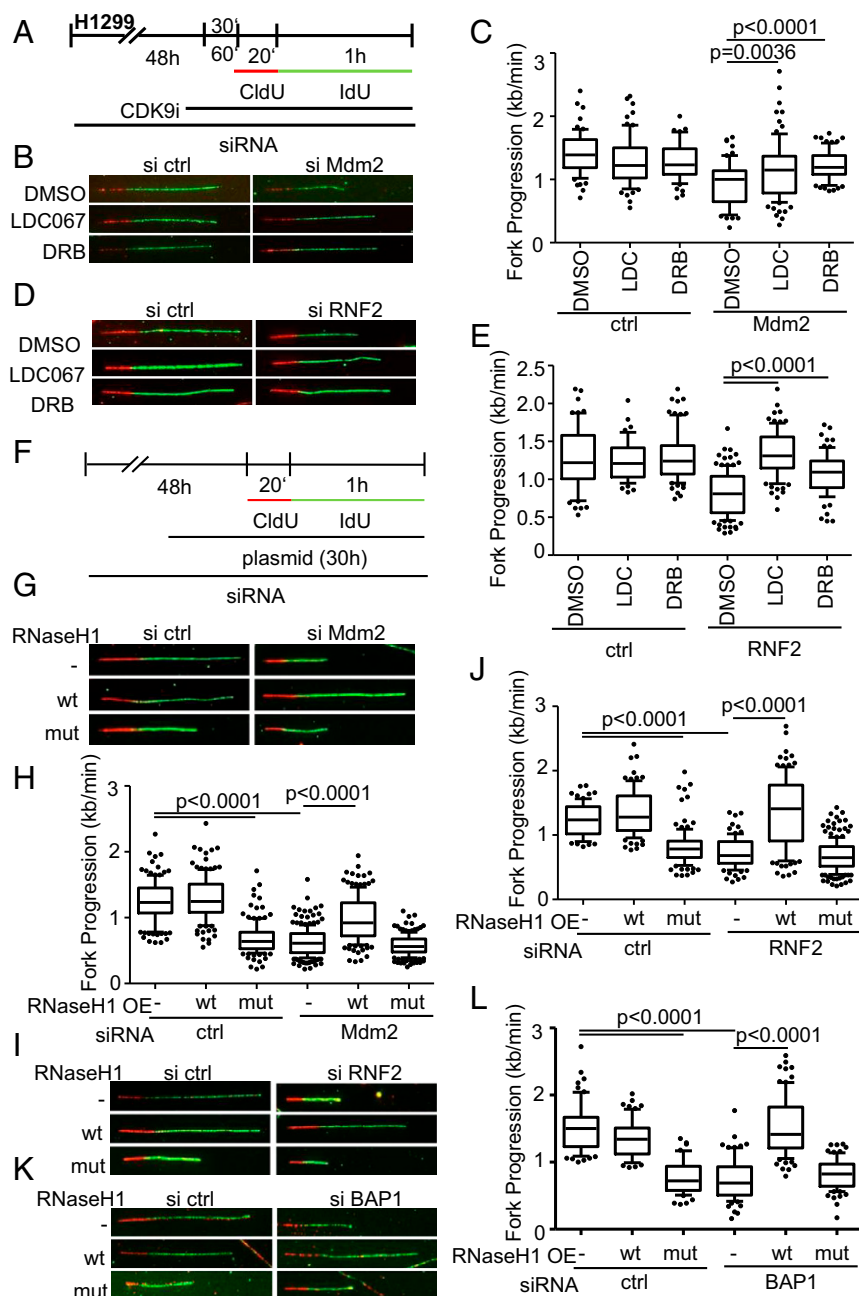 A
H1299
30'
60'
20'
1h
48h
CldU
IdU
CDK9i
siRNA
B
si ctrl
si Mdm2
DMSO
LDC067
DRB
C
Fork Progression (kb/min)
3
2
1
0
p<0.0001
p=0.0036
DMSO
LDC
DRB
DMSO
LDC
DRB
ctrl
Mdm2
D
si ctrl
si RNF2
DMSO
LDC067
DRB
E
Fork Progression (kb/min)
2.5
2.0
1.5
1.0
0.5
0
p<0.0001
DMSO
LDC
DRB
DMSO
LDC
DRB
ctrl
RNF2
F
48h
20'
1h
CldU
IdU
plasmid (30h)
siRNA
G
RNaseH1
si ctrl
si Mdm2
-
wt
mut
H
Fork Progression (kb/min)
3
2
1
0
p<0.0001
p<0.0001
RNaseH1 OE - wt mut - wt mut
siRNA ctrl Mdm2
I
RNaseH1
si ctrl
si RNF2
-
wt
mut
J
Fork Progression (kb/min)
3
2
1
0
p<0.0001
p<0.0001
RNaseH1 OE - wt mut - wt mut
siRNA ctrl RNF2
K
RNaseH1
si ctrl
si BAP1
-
wt
mut
L
Fork Progression (kb/min)
3
2
1
0
p<0.0001
p<0.0001
RNaseH1 OE - wt mut - wt mut
siRNA ctrl BAP1